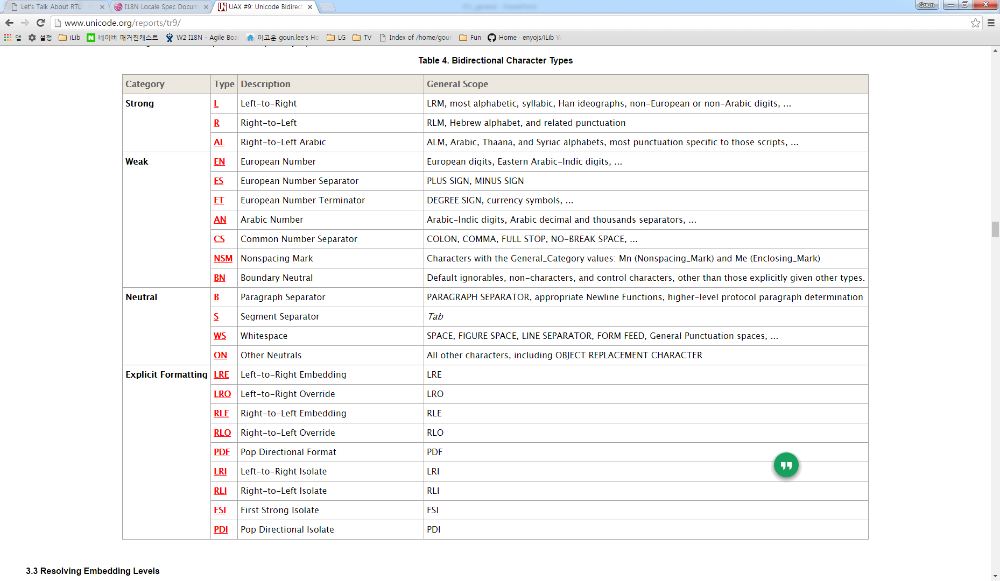 Let's Talk About RTL
I18N Locale Spec Docum
UAX #9: Unicode Bidirect
Goun
www.unicode.org/reports/tr9/
앱 설정 iLib 네이버 매거진캐스트 W2 I18N - Agile Boa 이고운 goun.lee's Ho LG TV Index of /home/gour Fun Home · enyojs/iLib W
Table 4. Bidirectional Character Types
Category Type Description General Scope
Strong L Left-to-Right LRM, most alphabetic, syllabic, Han ideographs, non-European or non-Arabic digits, ...
R Right-to-Left RLM, Hebrew alphabet, and related punctuation
AL Right-to-Left Arabic ALM, Arabic, Thaana, and Syriac alphabets, most punctuation specific to those scripts, ...
Weak EN European Number European digits, Eastern Arabic-Indic digits, ...
ES European Number Separator PLUS SIGN, MINUS SIGN
ET European Number Terminator DEGREE SIGN, currency symbols, ...
AN Arabic Number Arabic-Indic digits, Arabic decimal and thousands separators, ...
CS Common Number Separator COLON, COMMA, FULL STOP, NO-BREAK SPACE, ...
NSM Nonspacing Mark Characters with the General_Category values: Mn (Nonspacing_Mark) and Me (Enclosing_Mark)
BN Boundary Neutral Default ignorables, non-characters, and control characters, other than those explicitly given other types.
Neutral B Paragraph Separator PARAGRAPH SEPARATOR, appropriate Newline Functions, higher-level protocol paragraph determination
S Segment Separator Tab
WS Whitespace SPACE, FIGURE SPACE, LINE SEPARATOR, FORM FEED, General Punctuation spaces, ...
ON Other Neutrals All other characters, including OBJECT REPLACEMENT CHARACTER
Explicit Formatting LRE Left-to-Right Embedding LRE
LRO Left-to-Right Override LRO
RLE Right-to-Left Embedding RLE
RLO Right-to-Left Override RLO
PDF Pop Directional Format PDF
LRI Left-to-Right Isolate LRI
RLI Right-to-Left Isolate RLI
FSI First Strong Isolate FSI
PDI Pop Directional Isolate PDI
3.3 Resolving Embedding Levels